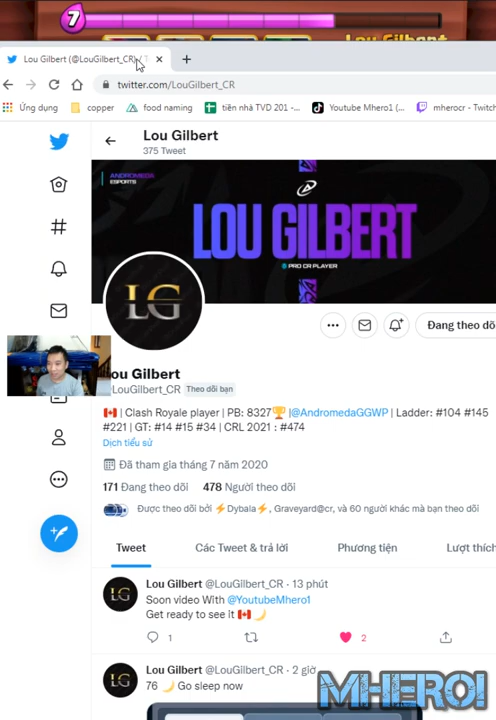 7
Lou Gilbert
Lou Gilbert (@LouGilbert_CR) / T
twitter.com/LouGilbert_CR
Ứng dụng
copper
food naming
tiền nhà TVD 201 -...
Youtube Mhero1 (...
mherocr - Twitch
Lou Gilbert
375 Tweet
ANDROMEDA
ESPORTS
LOU GILBERT
PRO CR PLAYER
LG
Đang theo dõ
ou Gilbert
LouGilbert_CR Theo dõi bạn
| Clash Royale player | PB: 8327🏆 |@AndromedaGGWP | Ladder: #104 #145
#221 | GT: #14 #15 #34 | CRL 2021 : #474
Dịch tiểu sử
Đã tham gia tháng 7 năm 2020
171 Đang theo dõi 478 Người theo dõi
Được theo dõi bởi ⚡Dybala⚡, Graveyard@cr, và 60 người khác mà bạn theo dõi
Tweet
Các Tweet & trả lời
Phương tiện
Lượt thích
LG
Lou Gilbert @LouGilbert_CR · 13 phút
Soon video With @YoutubeMhero1
Get ready to see it 🇨🇦 🌙
1
2
LG
Lou Gilbert @LouGilbert_CR · 2 giờ
76 🌙 Go sleep now
MHERO1